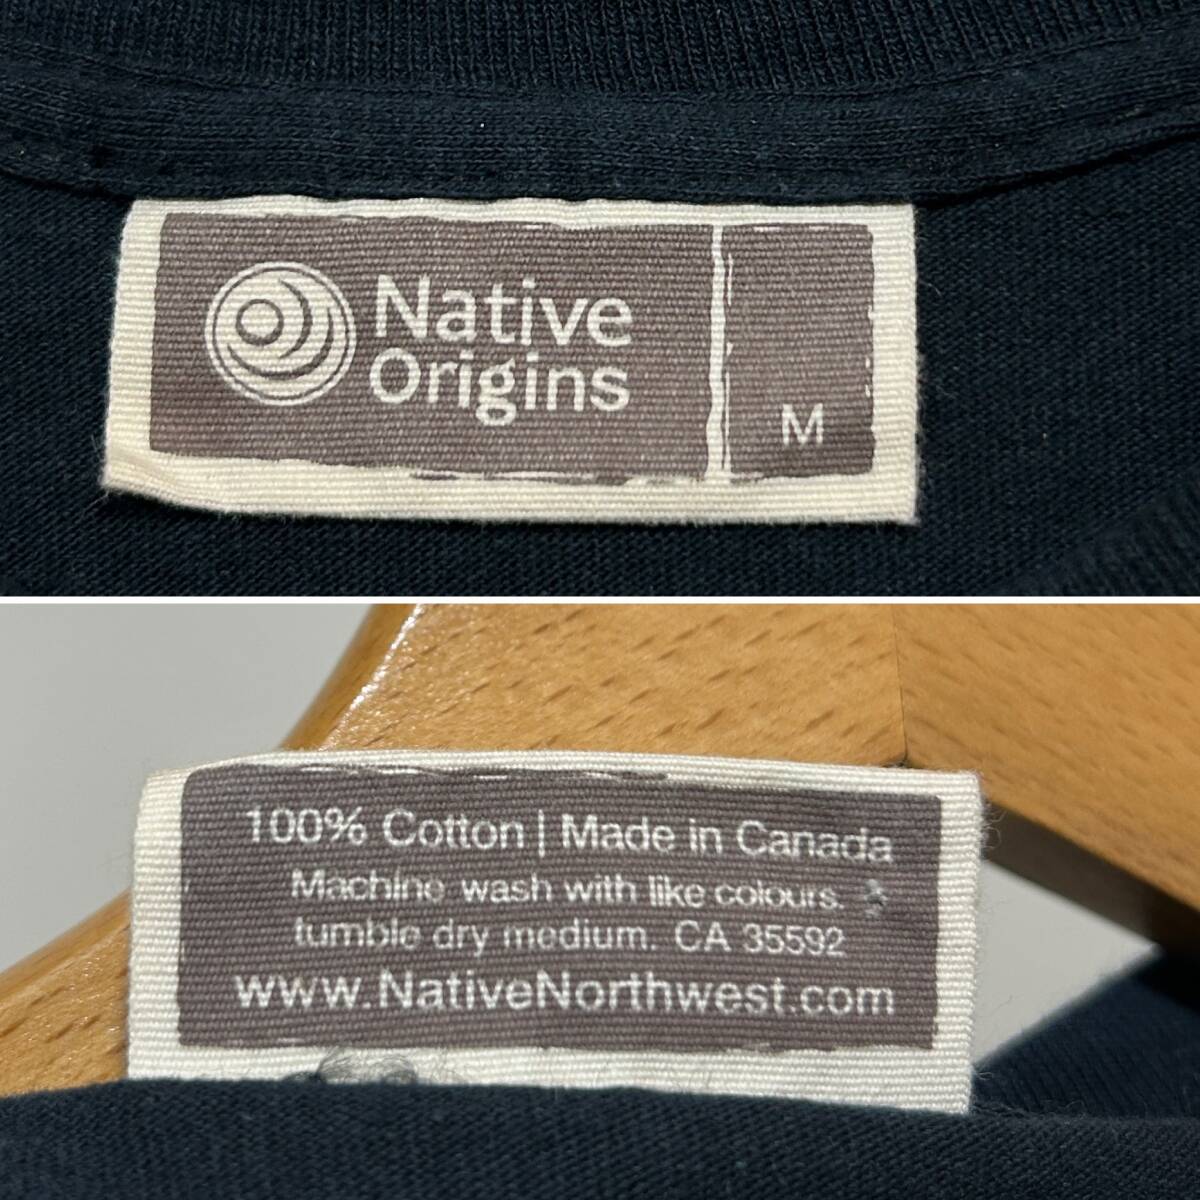 Native
Origins
M
100% Cotton | Made in Canada
Machine wash with like colours.
tumble dry medium. CA 35592
www.NativeNorthwest.com